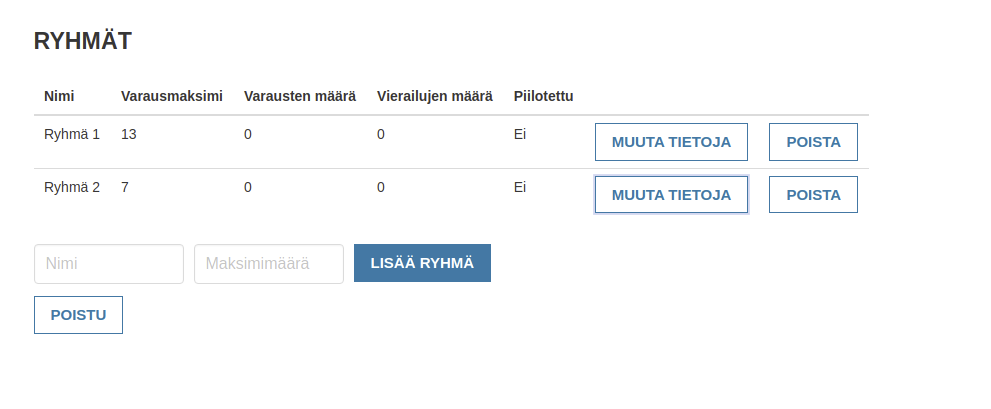 RYHMÄT
Nimi Varausmaksimi Varausten määrä Vierailujen määrä Piilotettu
Ryhmä 1 13 0 0 Ei MUUTA TIETOJA POISTA
Ryhmä 2 7 0 0 Ei MUUTA TIETOJA POISTA
Nimi Maksimimäärä LISÄÄ RYHMÄ
POISTU